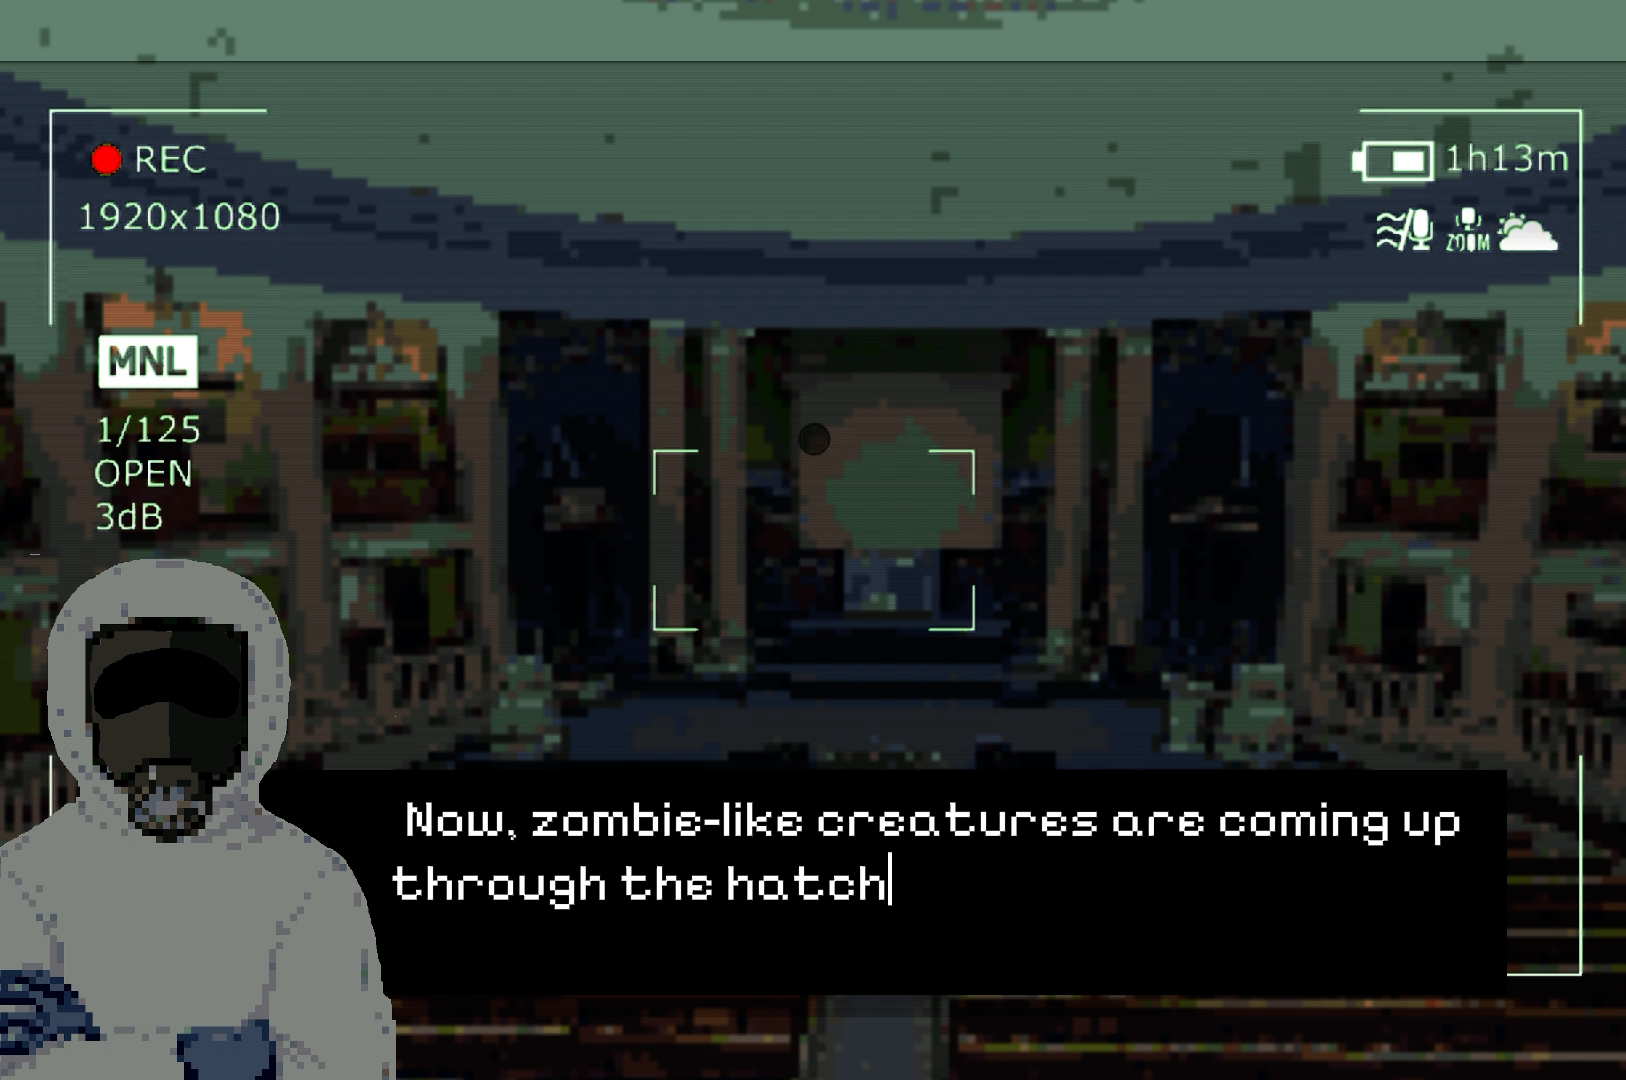 REC
1920x1080
1h13m
ZOOM
MNL
1/125
OPEN
3dB
Now, zombie-like creatures are coming up
through the hatch